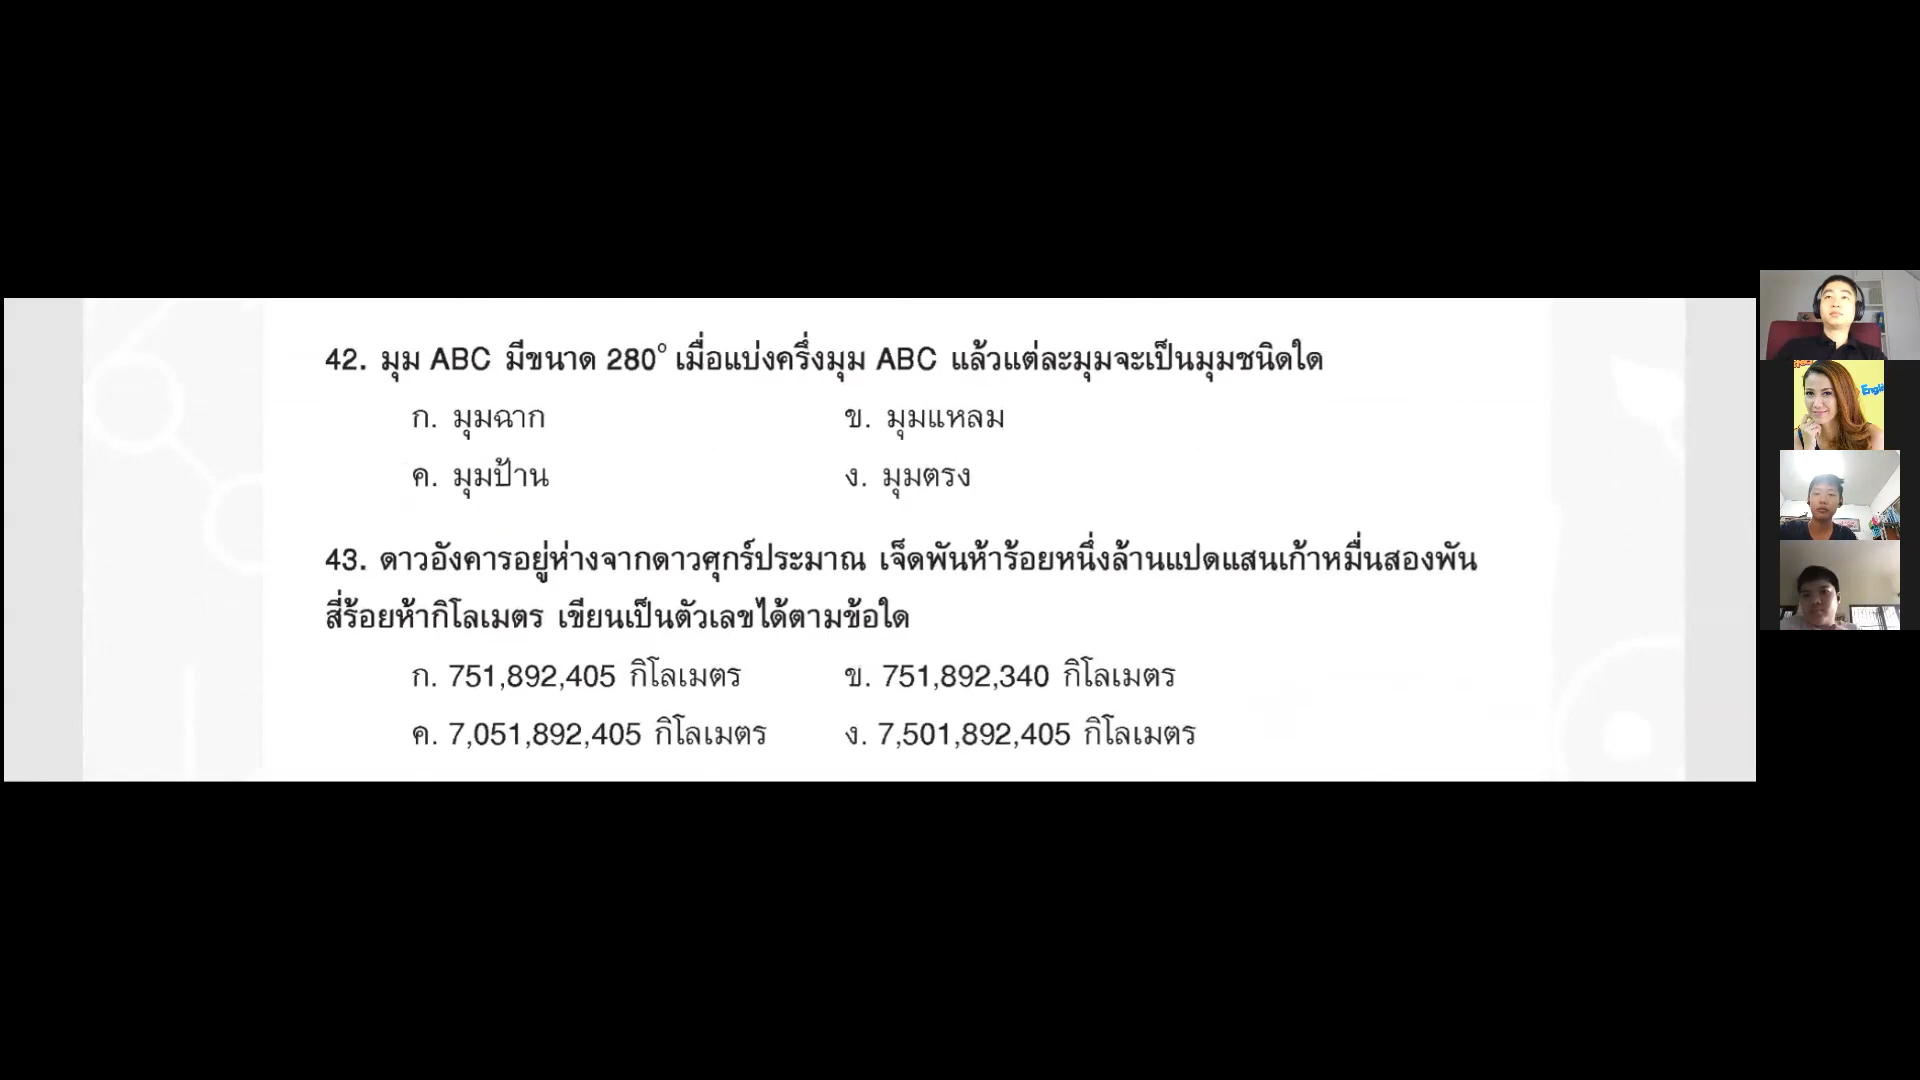 42. มุม ABC มีขนาด 280° เมื่อแบ่งครึ่งมุม ABC แล้วแต่ละมุมจะเป็นมุมชนิดใด
ก. มุมฉาก ข. มุมแหลม
ค. มุมป้าน ง. มุมตรง
43. ดาวอังคารอยู่ห่างจากดาวศุกร์ประมาณ เจ็ดพันห้าร้อยหนึ่งล้านแปดแสนเก้าหมื่นสองพัน
สี่ร้อยห้ากิโลเมตร เขียนเป็นตัวเลขได้ตามข้อใด
ก. 751,892,405 กิโลเมตร ข. 751,892,340 กิโลเมตร
ค. 7,051,892,405 กิโลเมตร ง. 7,501,892,405 กิโลเมตร